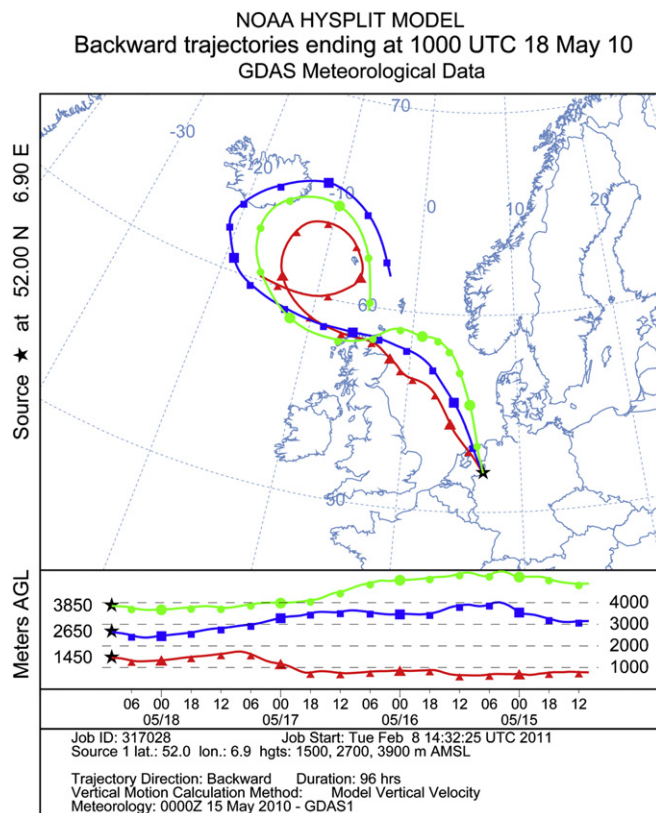 NOAA HYSPLIT MODEL
Backward trajectories ending at 1000 UTC 18 May 10
GDAS Meteorological Data
Source ★ at 52.00 N 6.90 E
70
-30
-20
-10
0
10
20
60
50
Meters AGL
3850
2650
1450
4000
3000
2000
1000
06 00 18 12 06 00 18 12 06 00 18 12 06 00 18 12
05/18 05/17 05/16 05/15
Job ID: 317028 Job Start: Tue Feb 8 14:32:25 UTC 2011
Source 1 lat.: 52.0 lon.: 6.9 hgts: 1500, 2700, 3900 m AMSL
Trajectory Direction: Backward Duration: 96 hrs
Vertical Motion Calculation Method: Model Vertical Velocity
Meteorology: 0000Z 15 May 2010 - GDAS1